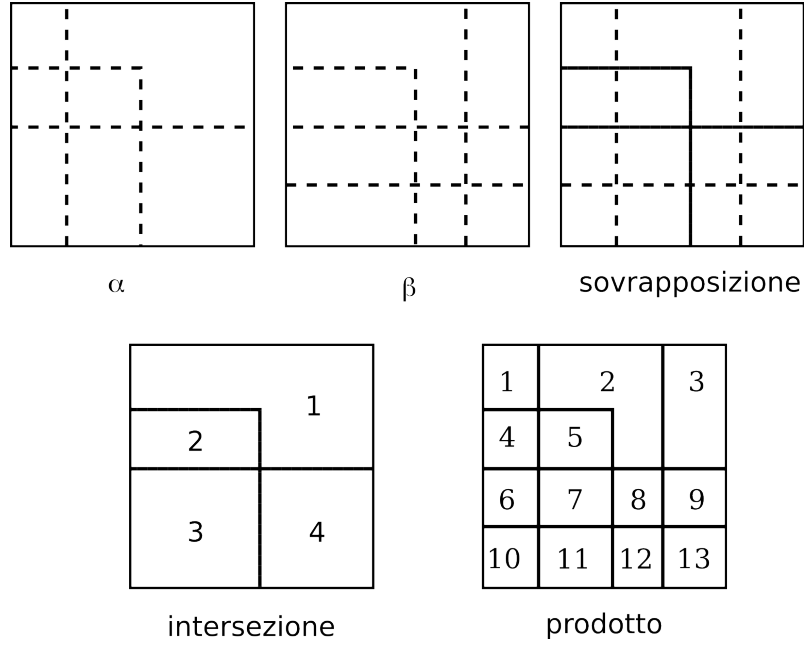 α
β
sovrapposizione
1
2
3
4
intersezione
1 2 3
4 5
6 7 8 9
10 11 12 13
prodotto